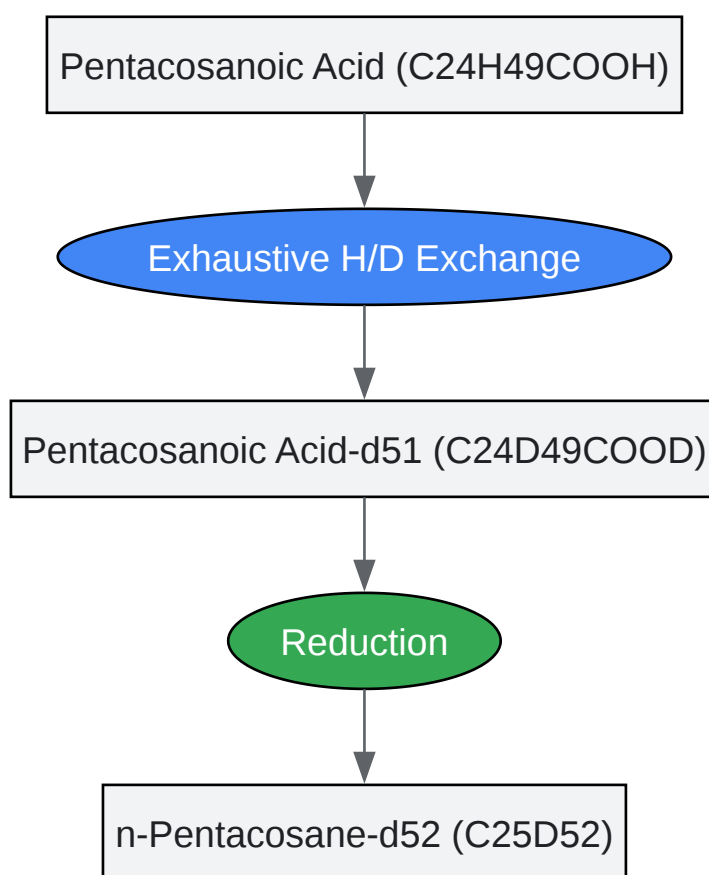 Pentacosanoic Acid (C24H49COOH)
Exhaustive H/D Exchange
Pentacosanoic Acid-d51 (C24D49COOD)
Reduction
n-Pentacosane-d52 (C25D52)